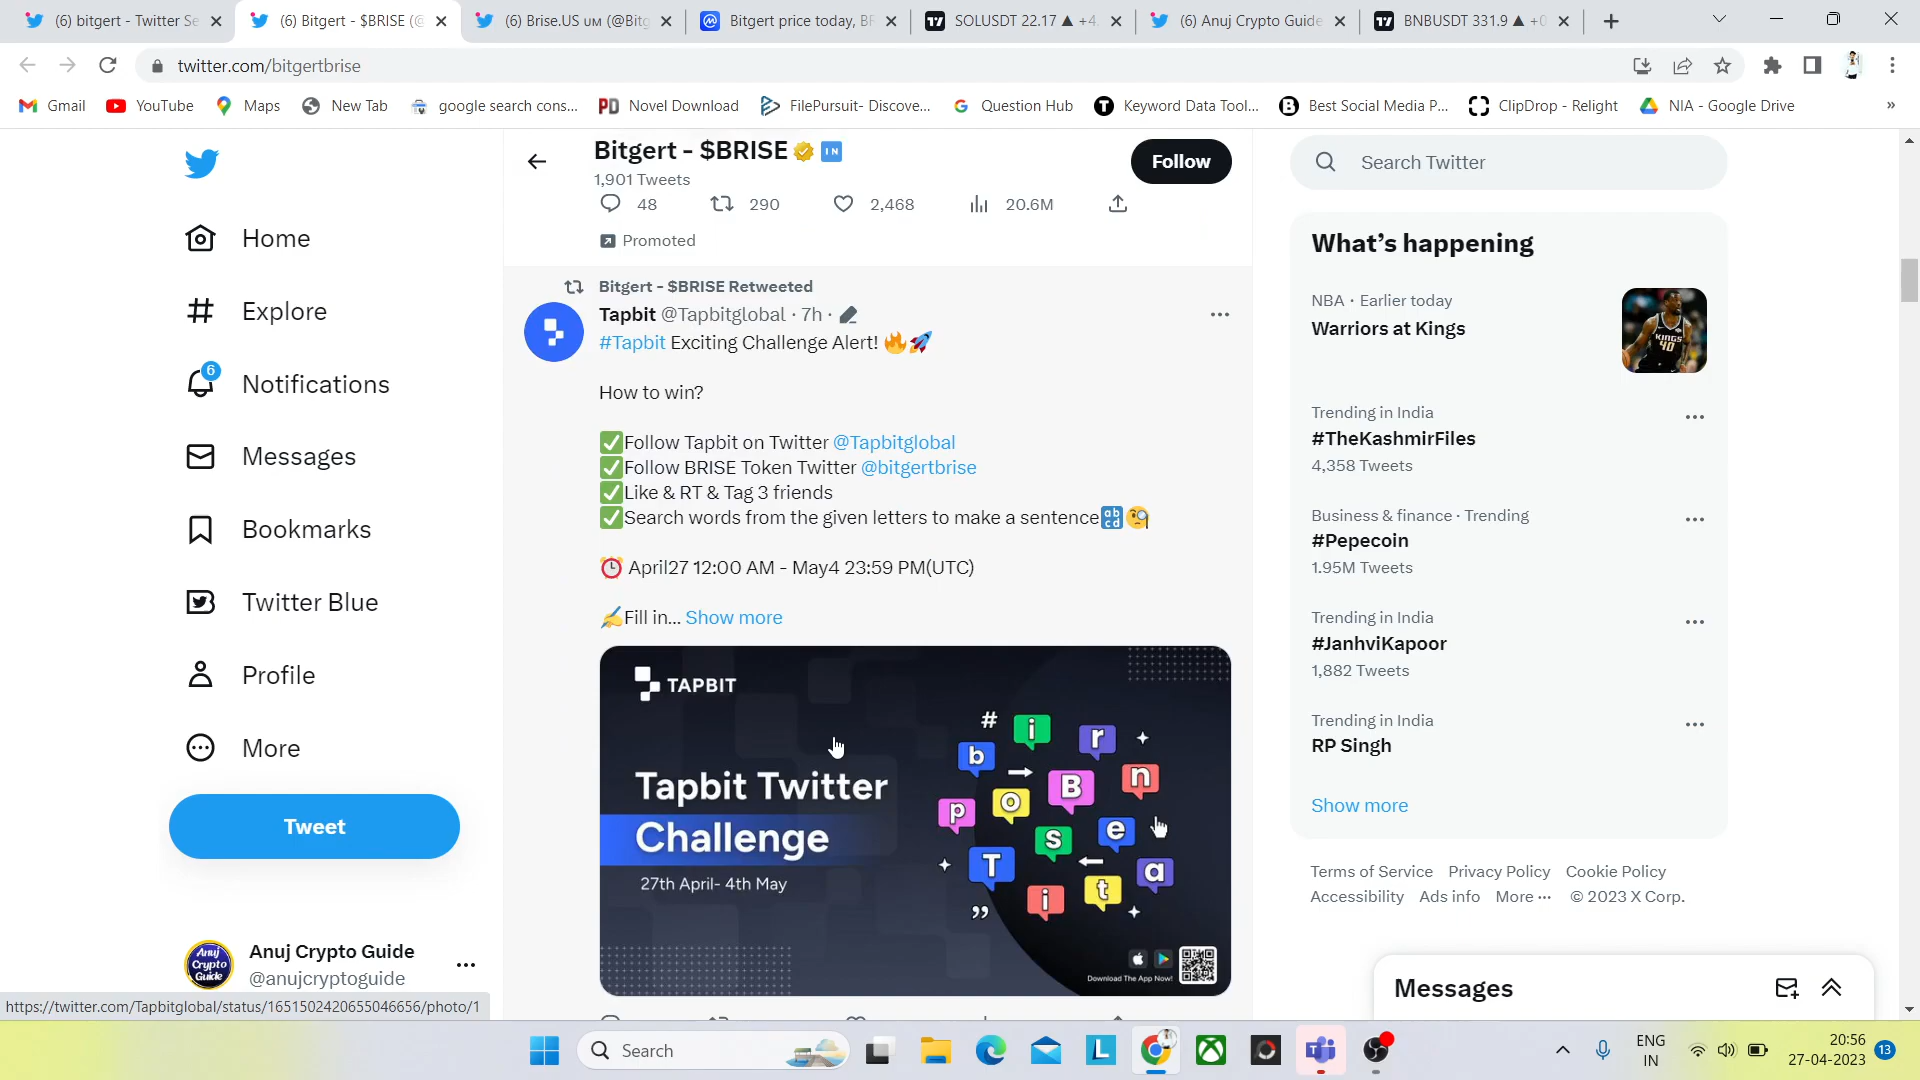 (6) bitgert - Twitter Se
(6) Bitgert - $BRISE (@
(6) Brise.US ᴜᴍ (@Bitg
Bitgert price today, BR
SOLUSDT 22.17 ▲ +4.
(6) Anuj Crypto Guide
BNBUSDT 331.9 ▲ +0
twitter.com/bitgertbrise
Gmail
YouTube
Maps
New Tab
google search cons...
Novel Download
FilePursuit- Discove...
Question Hub
Keyword Data Tool...
Best Social Media P...
ClipDrop - Relight
NIA - Google Drive
»
Home
Explore
6
Notifications
Messages
Bookmarks
Twitter Blue
Profile
More
Tweet
Anuj Crypto Guide
@anujcryptoguide
Anuj
Crypto
Guide
https://twitter.com/Tapbitglobal/status/1651502420655046656/photo/1
Bitgert - $BRISE
IN
1,901 Tweets
Follow
48
290
2,468
20.6M
Promoted
Bitgert - $BRISE Retweeted
Tapbit @Tapbitglobal · 7h ·
#Tapbit Exciting Challenge Alert! 🔥🚀
How to win?
✅Follow Tapbit on Twitter @Tapbitglobal
✅Follow BRISE Token Twitter @bitgertbrise
✅Like & RT & Tag 3 friends
✅Search words from the given letters to make a sentence🔡🧐
⏰ April27 12:00 AM - May4 23:59 PM(UTC)
✍️Fill in... Show more
TAPBIT
Tapbit Twitter
Challenge
27th April- 4th May
# i r
b
B n
p o
s e
T a
i t
”
Download The App Now!
Search Twitter
What’s happening
NBA · Earlier today
Warriors at Kings
KINGS
40
Trending in India
#TheKashmirFiles
4,358 Tweets
Business & finance · Trending
#Pepecoin
1.95M Tweets
Trending in India
#JanhviKapoor
1,882 Tweets
Trending in India
RP Singh
Show more
Terms of Service Privacy Policy Cookie Policy
Accessibility Ads info More ··· © 2023 X Corp.
Messages
Search
ENG
IN
20:56
27-04-2023
13